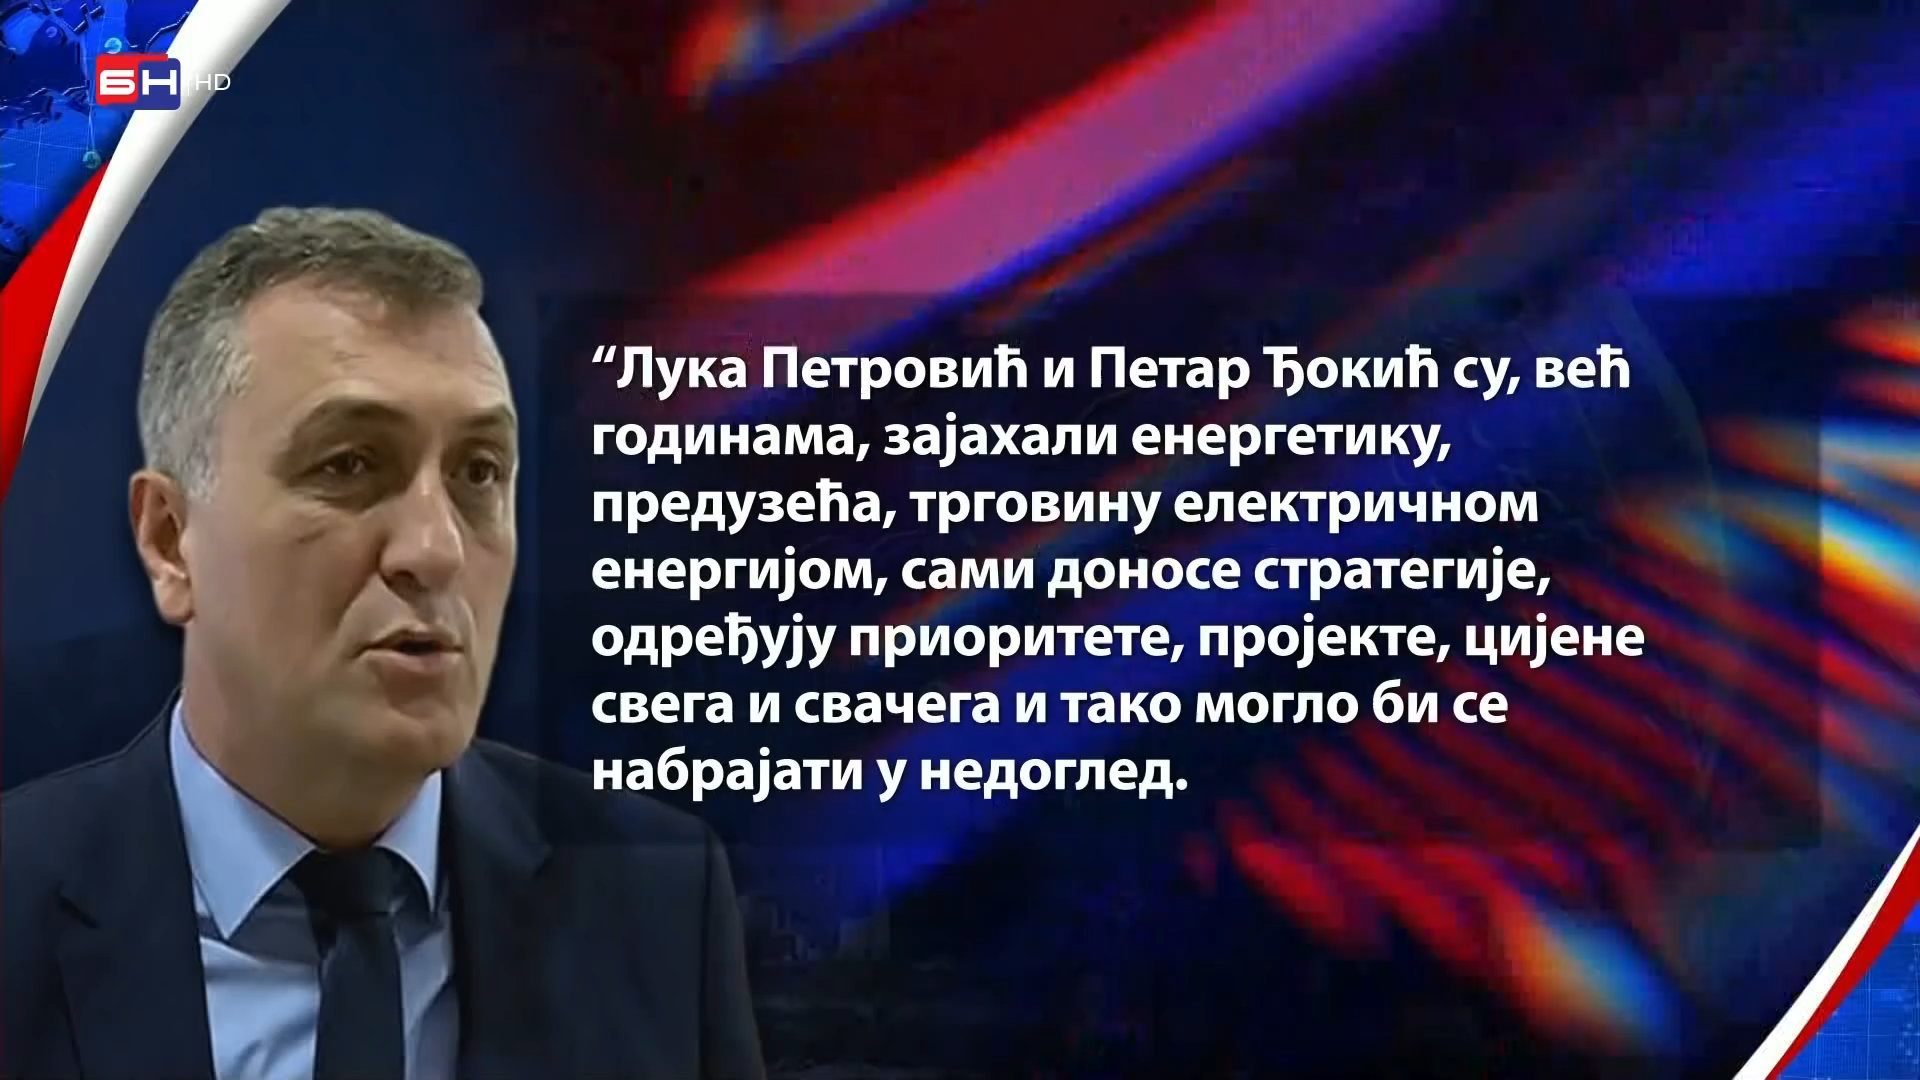 БН HD
“Лука Петровић и Петар Ђокић су, већ
годинама, зајахали енергетику,
предузећа, трговину електричном
енергијом, сами доносе стратегије,
одређују приоритете, пројекте, цијене
свега и свачега и тако могло би се
набрајати у недоглед.